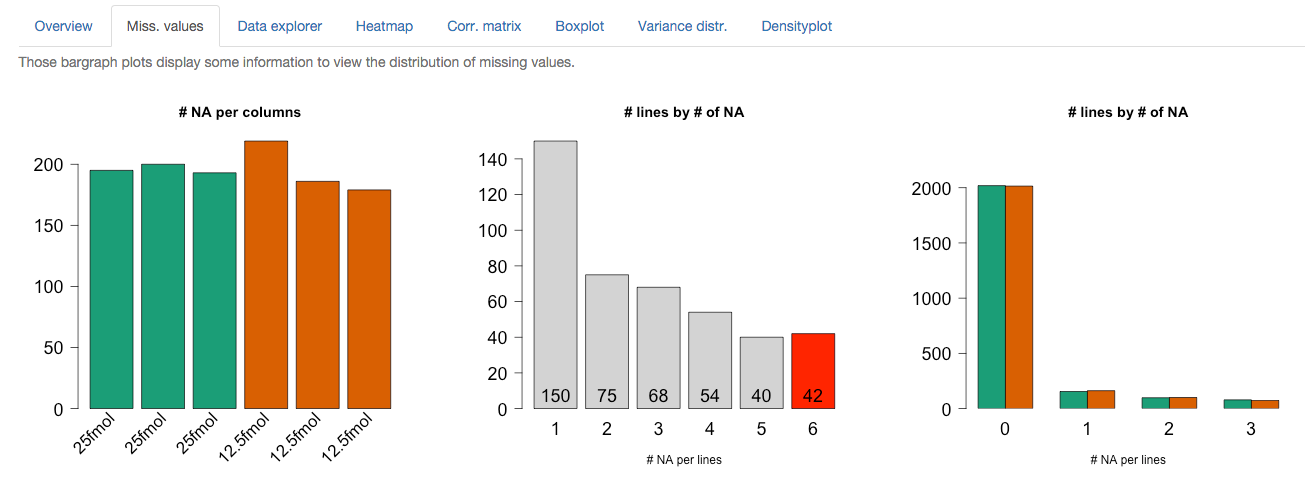 Overview Miss. values Data explorer Heatmap Corr. matrix Boxplot Variance distr. Densityplot
Those bargraph plots display some information to view the distribution of missing values.
# NA per columns
200
150
100
50
0
25fmol 25fmol 25fmol 12.5fmol 12.5fmol 12.5fmol
# lines by # of NA
140
120
100
80
60
40
20
0
150 75 68 54 40 42
1 2 3 4 5 6
# NA per lines
# lines by # of NA
2000
1500
1000
500
0
0 1 2 3
# NA per lines